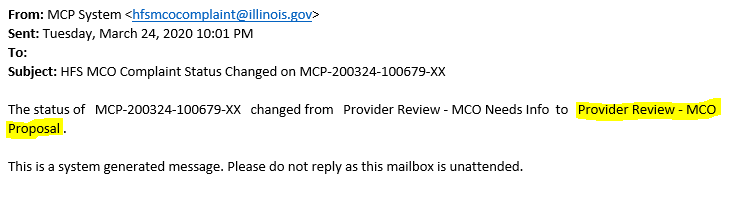 From: MCP System <hfsmcocomplaint@illinois.gov>
Sent: Tuesday, March 24, 2020 10:01 PM
To:
Subject: HFS MCO Complaint Status Changed on MCP-200324-100679-XX
The status of MCP-200324-100679-XX changed from Provider Review - MCO Needs Info to Provider Review - MCO
Proposal.
This is a system generated message. Please do not reply as this mailbox is unattended.